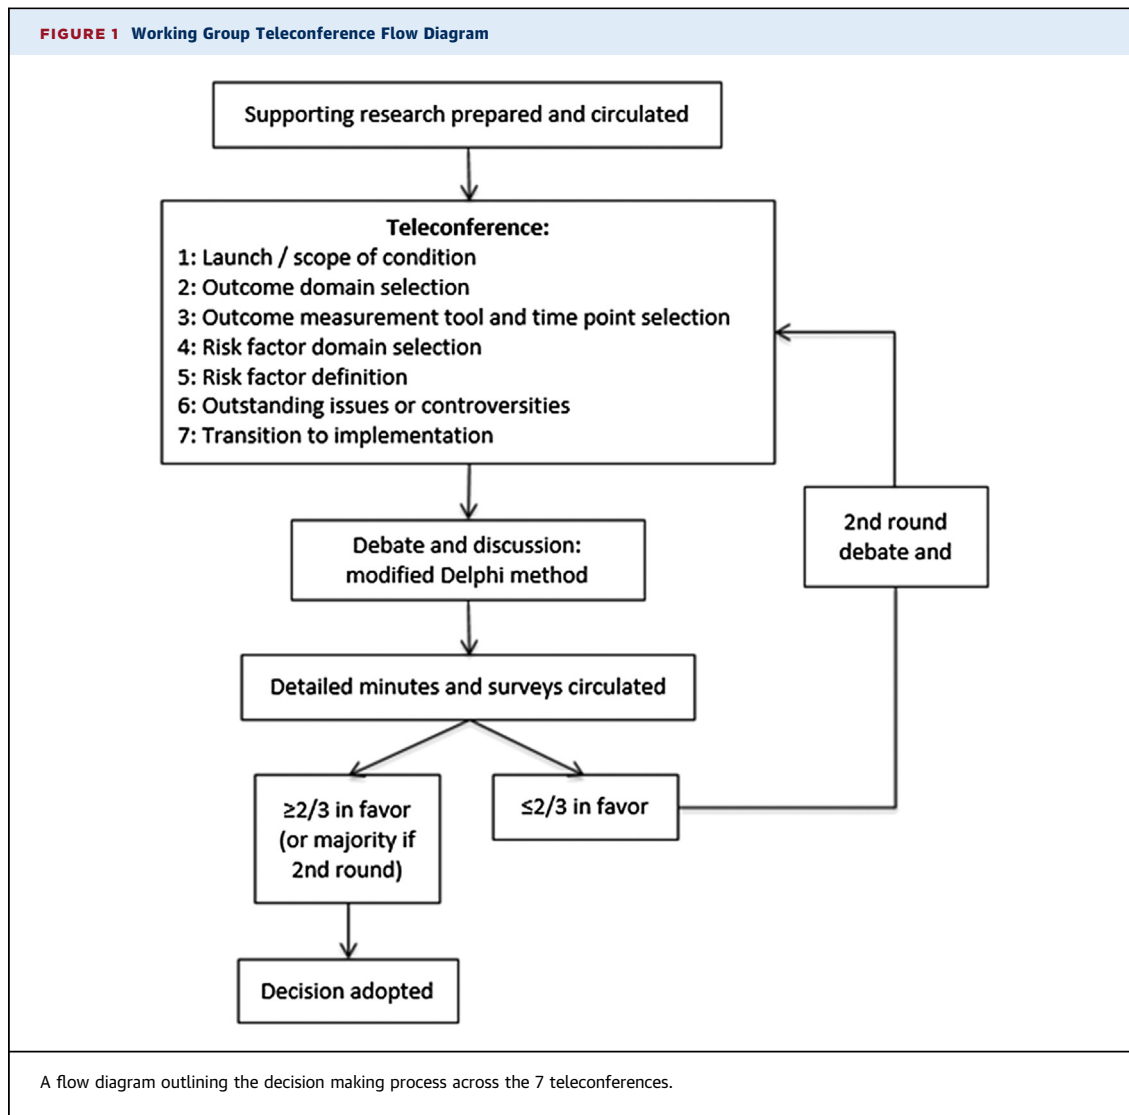 FIGURE 1 Working Group Teleconference Flow Diagram
Supporting research prepared and circulated
Teleconference:
1: Launch / scope of condition
2: Outcome domain selection
3: Outcome measurement tool and time point selection
4: Risk factor domain selection
5: Risk factor definition
6: Outstanding issues or controversities
7: Transition to implementation
2nd round
debate and
Debate and discussion:
modified Delphi method
Detailed minutes and surveys circulated
≥2/3 in favor
(or majority if
2nd round)
≤2/3 in favor
Decision adopted
A flow diagram outlining the decision making process across the 7 teleconferences.